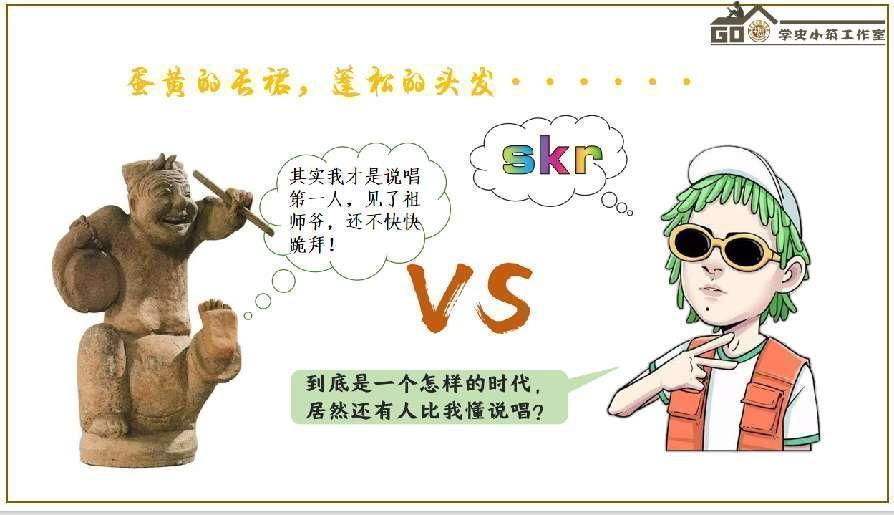 GO 学史小筑工作室
蛋黄的长裙，蓬松的头发······
skr
其实我才是说唱
第一人，见了祖
师爷，还不快快
跪拜！
VS
到底是一个怎样的时代，
居然还有人比我懂说唱？